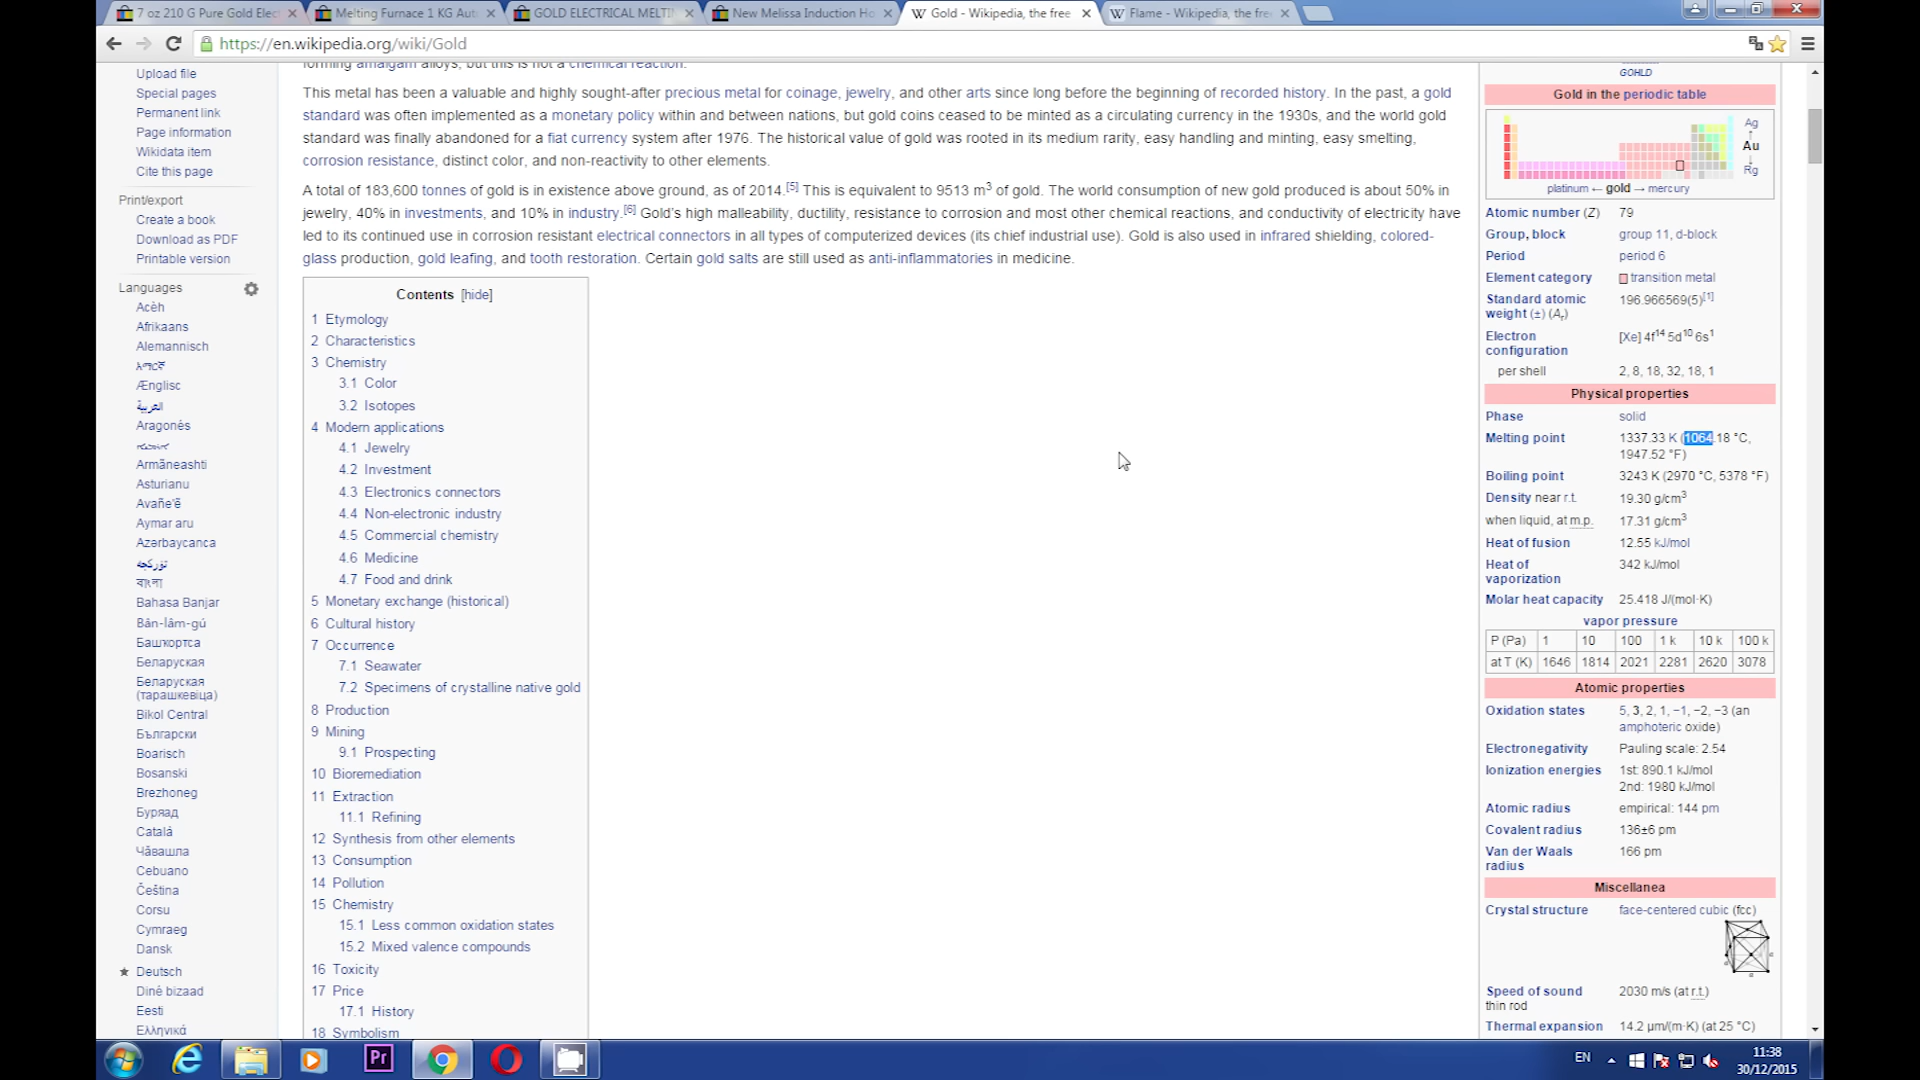 7 oz 210 G Pure Gold Elec
Melting Furnace 1 KG Aut
GOLD ELECTRICAL MELTI
New Melissa Induction Ho
Gold - Wikipedia, the free
Flame - Wikipedia, the fre
https://en.wikipedia.org/wiki/Gold
Upload file
Special pages
Permanent link
Page information
Wikidata item
Cite this page
Print/export
Create a book
Download as PDF
Printable version
Languages
Acèh
Afrikaans
Alemannisch
አማርኛ
Ænglisc
العربية
Aragonés
Armãneashti
Asturianu
Avañe'ẽ
Aymar aru
Azərbaycanca
تۆرکجه
বাংলা
Bahasa Banjar
Bân-lâm-gú
Башҡортса
Беларуская
Беларуская
(тарашкевіца)
Bikol Central
Български
Boarisch
Bosanski
Brezhoneg
Буряад
Català
Чӑвашла
Cebuano
Čeština
Corsu
Cymraeg
Dansk
Deutsch
Diné bizaad
Eesti
Ελληνικά
forming amalgam alloys, but this is not a chemical reaction.
This metal has been a valuable and highly sought-after precious metal for coinage, jewelry, and other arts since long before the beginning of recorded history. In the past, a gold
standard was often implemented as a monetary policy within and between nations, but gold coins ceased to be minted as a circulating currency in the 1930s, and the world gold
standard was finally abandoned for a fiat currency system after 1976. The historical value of gold was rooted in its medium rarity, easy handling and minting, easy smelting,
corrosion resistance, distinct color, and non-reactivity to other elements.
A total of 183,600 tonnes of gold is in existence above ground, as of 2014.[5] This is equivalent to 9513 m3 of gold. The world consumption of new gold produced is about 50% in
jewelry, 40% in investments, and 10% in industry.[6] Gold's high malleability, ductility, resistance to corrosion and most other chemical reactions, and conductivity of electricity have
led to its continued use in corrosion resistant electrical connectors in all types of computerized devices (its chief industrial use). Gold is also used in infrared shielding, colored-
glass production, gold leafing, and tooth restoration. Certain gold salts are still used as anti-inflammatories in medicine.
Contents [hide]
1 Etymology
2 Characteristics
3 Chemistry
3.1 Color
3.2 Isotopes
4 Modern applications
4.1 Jewelry
4.2 Investment
4.3 Electronics connectors
4.4 Non-electronic industry
4.5 Commercial chemistry
4.6 Medicine
4.7 Food and drink
5 Monetary exchange (historical)
6 Cultural history
7 Occurrence
7.1 Seawater
7.2 Specimens of crystalline native gold
8 Production
9 Mining
9.1 Prospecting
10 Bioremediation
11 Extraction
11.1 Refining
12 Synthesis from other elements
13 Consumption
14 Pollution
15 Chemistry
15.1 Less common oxidation states
15.2 Mixed valence compounds
16 Toxicity
17 Price
17.1 History
18 Symbolism
GOHLD
Gold in the periodic table
Ag
↑
Au
↓
Rg
platinum ← gold → mercury
Atomic number (Z) 79
Group, block group 11, d-block
Period period 6
Element category transition metal
Standard atomic
weight (±) (Ar)
196.966569(5)[1]
Electron
configuration
[Xe] 4f14 5d10 6s1
per shell 2, 8, 18, 32, 18, 1
Physical properties
Phase solid
Melting point 1337.33 K (1064.18 °C,
1947.52 °F)
Boiling point 3243 K (2970 °C, 5378 °F)
Density near r.t. 19.30 g/cm3
when liquid, at m.p. 17.31 g/cm3
Heat of fusion 12.55 kJ/mol
Heat of
vaporization
342 kJ/mol
Molar heat capacity 25.418 J/(mol·K)
vapor pressure
P (Pa) 1 10 100 1 k 10 k 100 k
at T (K) 1646 1814 2021 2281 2620 3078
Atomic properties
Oxidation states 5, 3, 2, 1, −1, −2, −3 (an
amphoteric oxide)
Electronegativity Pauling scale: 2.54
Ionization energies 1st: 890.1 kJ/mol
2nd: 1980 kJ/mol
Atomic radius empirical: 144 pm
Covalent radius 136±6 pm
Van der Waals
radius
166 pm
Miscellanea
Crystal structure face-centered cubic (fcc)
Speed of sound
thin rod
2030 m/s (at r.t.)
Thermal expansion 14.2 µm/(m·K) (at 25 °C)
Pr
EN
11:38
30/12/2015